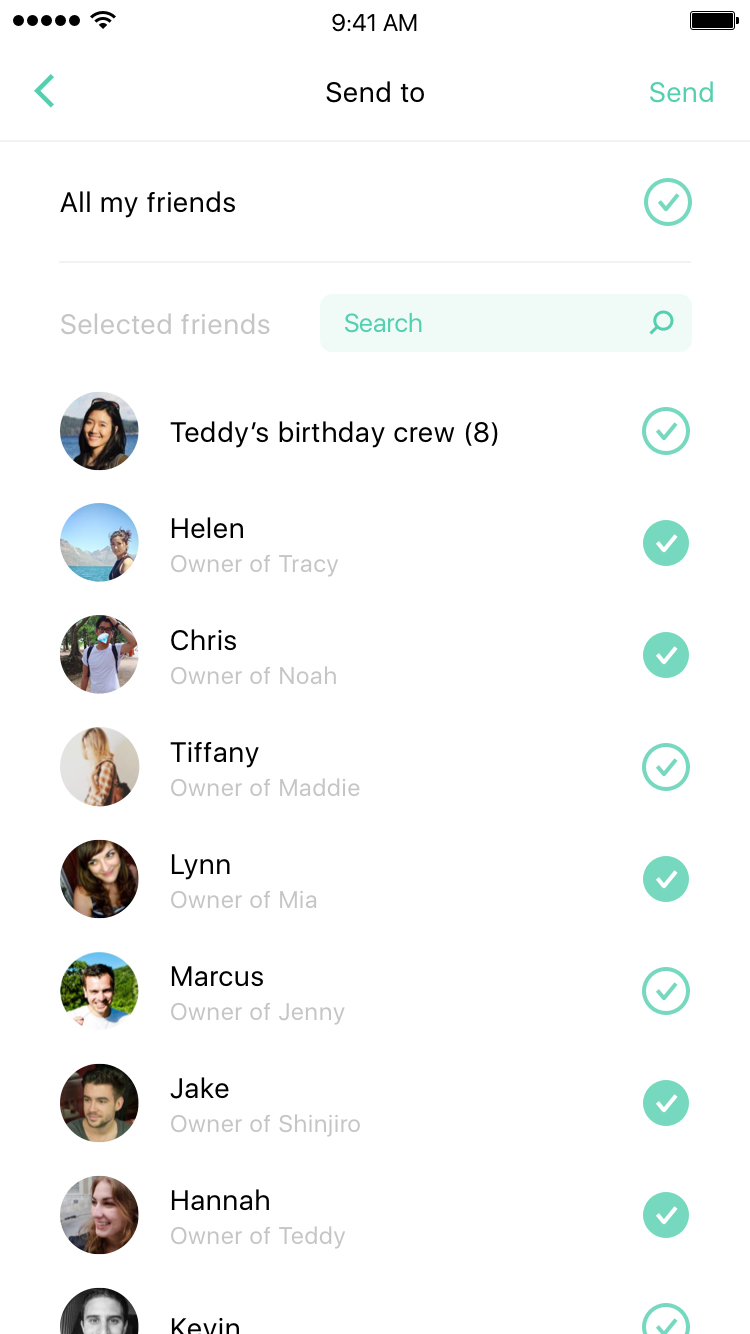 9:41 AM
Send to
Send
All my friends
Selected friends
Search
Teddy’s birthday crew (8)
Helen
Owner of Tracy
Chris
Owner of Noah
Tiffany
Owner of Maddie
Lynn
Owner of Mia
Marcus
Owner of Jenny
Jake
Owner of Shinjiro
Hannah
Owner of Teddy
Kevin